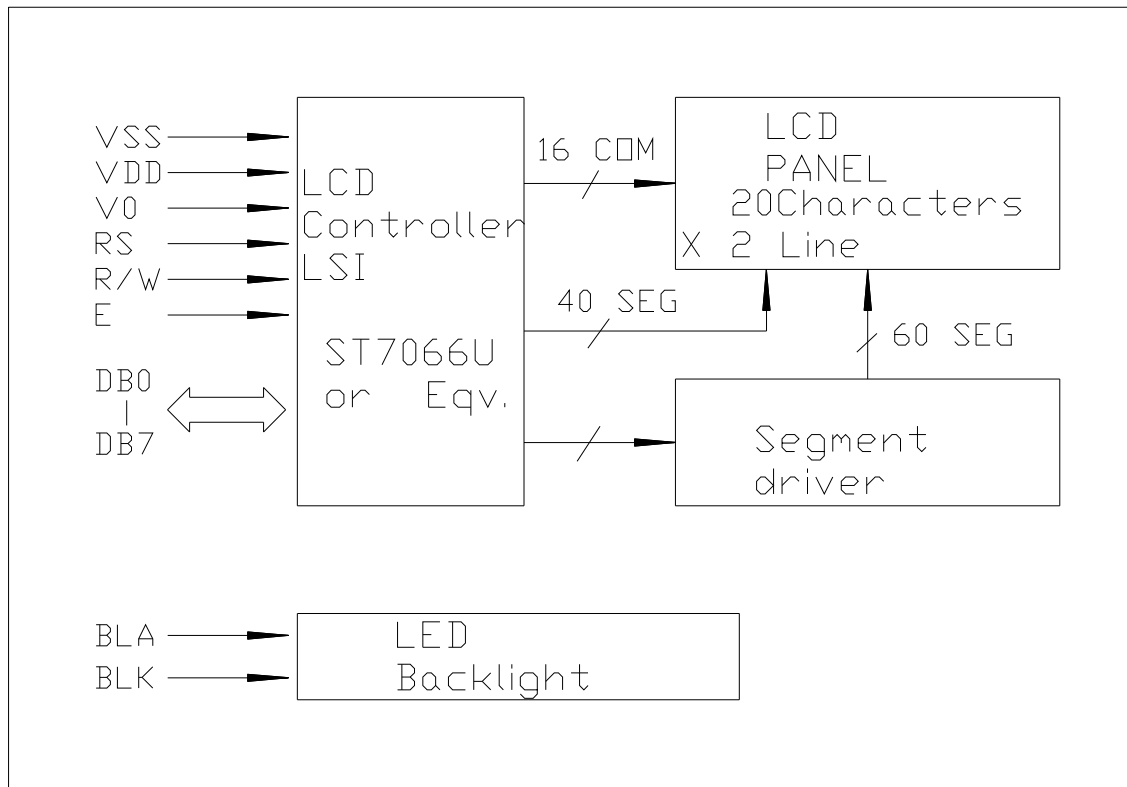 VSS
VDD
V0
RS
R/W
E
DB0
DB7
LCD
Controller
LSI
ST7066U
or Eqv.
16 COM
40 SEG
LCD
PANEL
20Characters
X 2 Line
60 SEG
Segment
driver
BLA
BLK
LED
Backlight